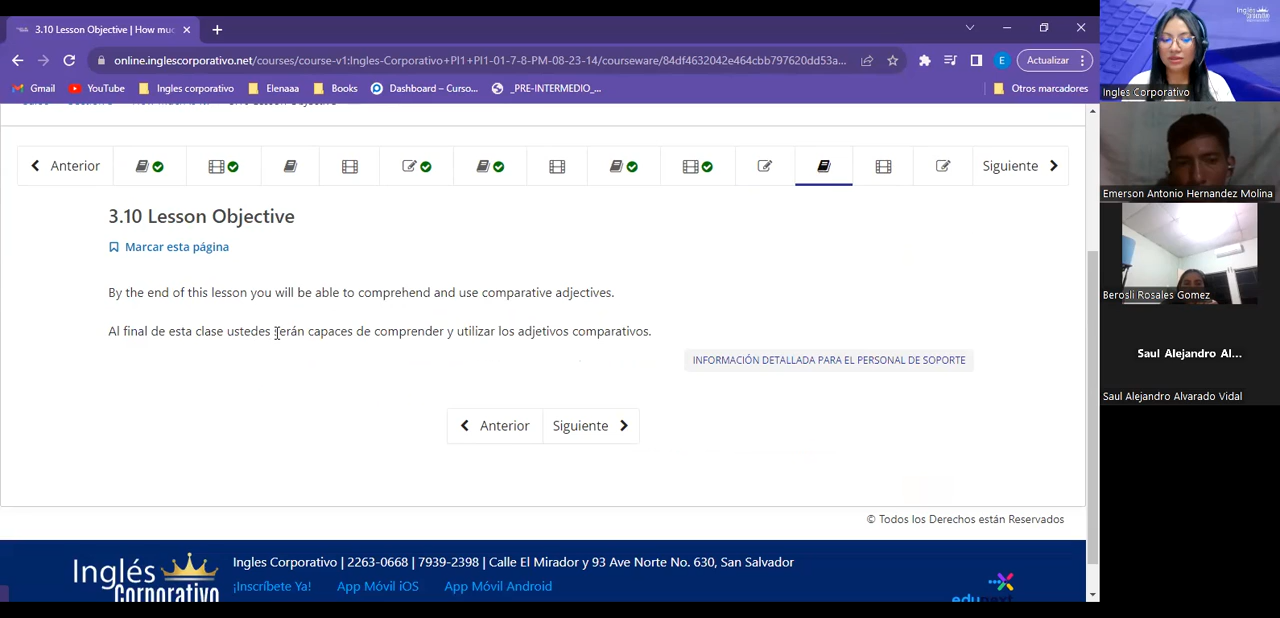 3.10 Lesson Objective | How muc
online.inglescorporativo.net/courses/course-v1:Ingles-Corporativo+PI1+PI1-01-7-8-PM-08-23-14/courseware/84df4632042e464cbb797620dd53a...
E
Actualizar
Gmail
YouTube
Ingles corporativo
Elenaaa
Books
Dashboard – Curso...
_PRE-INTERMEDIO_...
Otros marcadores
Anterior
Siguiente
3.10 Lesson Objective
Marcar esta página
By the end of this lesson you will be able to comprehend and use comparative adjectives.
Al final de esta clase ustedes serán capaces de comprender y utilizar los adjetivos comparativos.
INFORMACIÓN DETALLADA PARA EL PERSONAL DE SOPORTE
Anterior
Siguiente
© Todos los Derechos están Reservados
Inglés
Corporativo
Ingles Corporativo | 2263-0668 | 7939-2398 | Calle El Mirador y 93 Ave Norte No. 630, San Salvador
¡Inscríbete Ya!
App Móvil iOS
App Móvil Android
edunext
Inglés
Corporativo
Ingles Corporativo
Emerson Antonio Hernandez Molina
Berosli Rosales Gomez
Saul Alejandro Al...
Saul Alejandro Alvarado Vidal